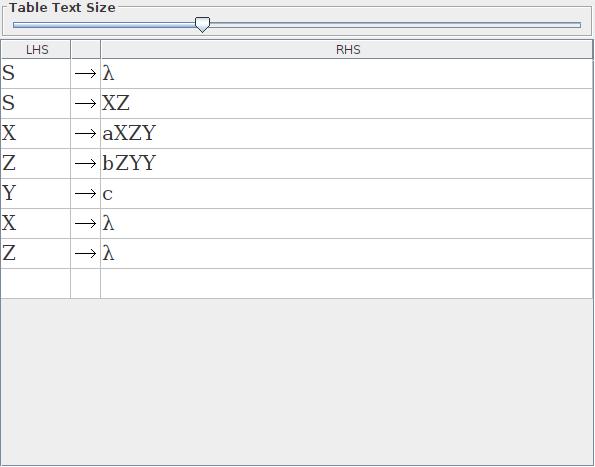 Table Text Size
LHS RHS
S → λ
S → XZ
X → aXZY
Z → bZYY
Y → c
X → λ
Z → λ